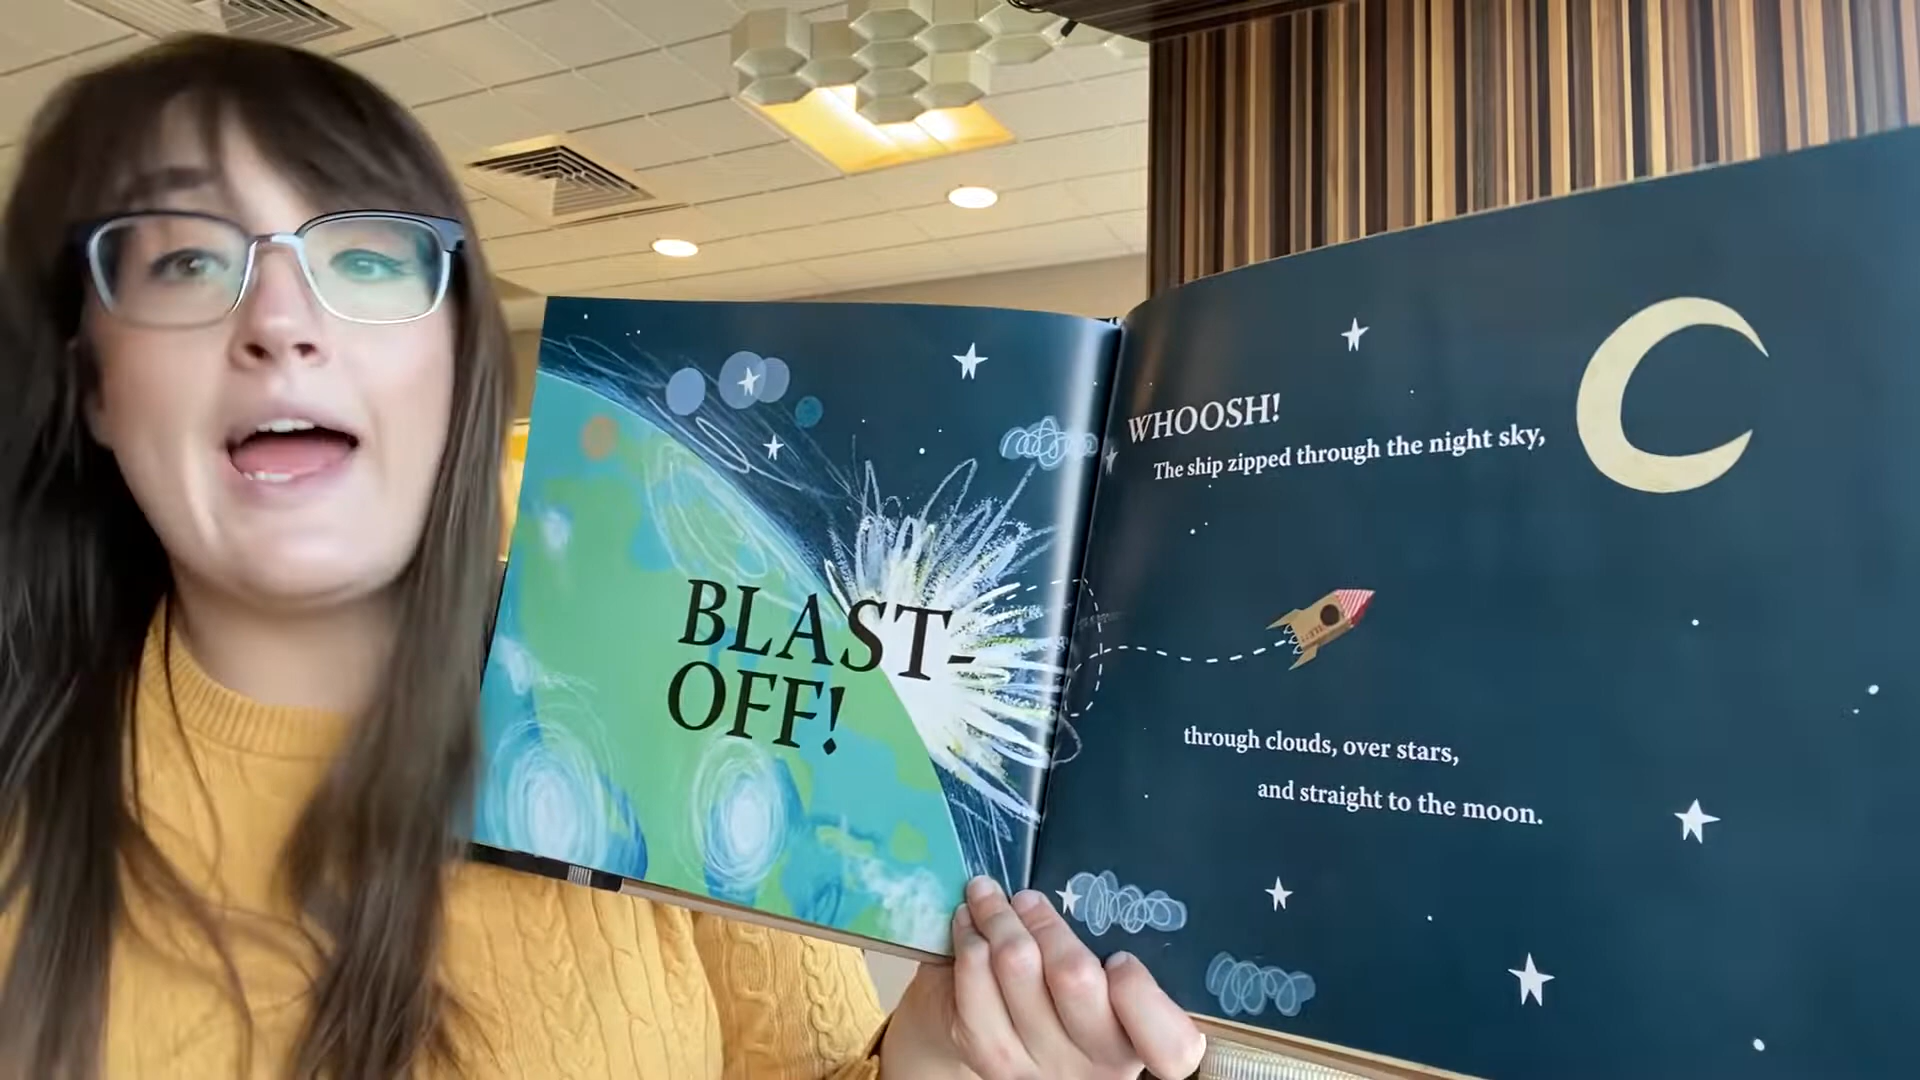 BLAST-
OFF!
WHOOSH!
The ship zipped through the night sky,
through clouds, over stars,
and straight to the moon.